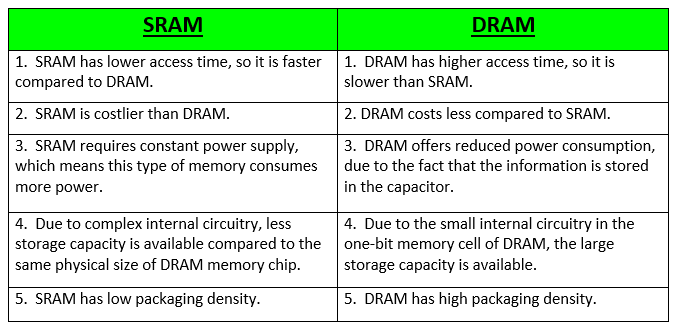 SRAM
DRAM
1.  SRAM has lower access time, so it is faster
compared to DRAM.
1.  DRAM has higher access time, so it is
slower than SRAM.
2.  SRAM is costlier than DRAM.
2. DRAM costs less compared to SRAM.
3.  SRAM requires constant power supply,
which means this type of memory consumes
more power.
3.  DRAM offers reduced power consumption,
due to the fact that the information is stored
in the capacitor.
4.  Due to complex internal circuitry, less
storage capacity is available compared to the
same physical size of DRAM memory chip.
4.  Due to the small internal circuitry in the
one-bit memory cell of DRAM, the large
storage capacity is available.
5.  SRAM has low packaging density.
5.  DRAM has high packaging density.